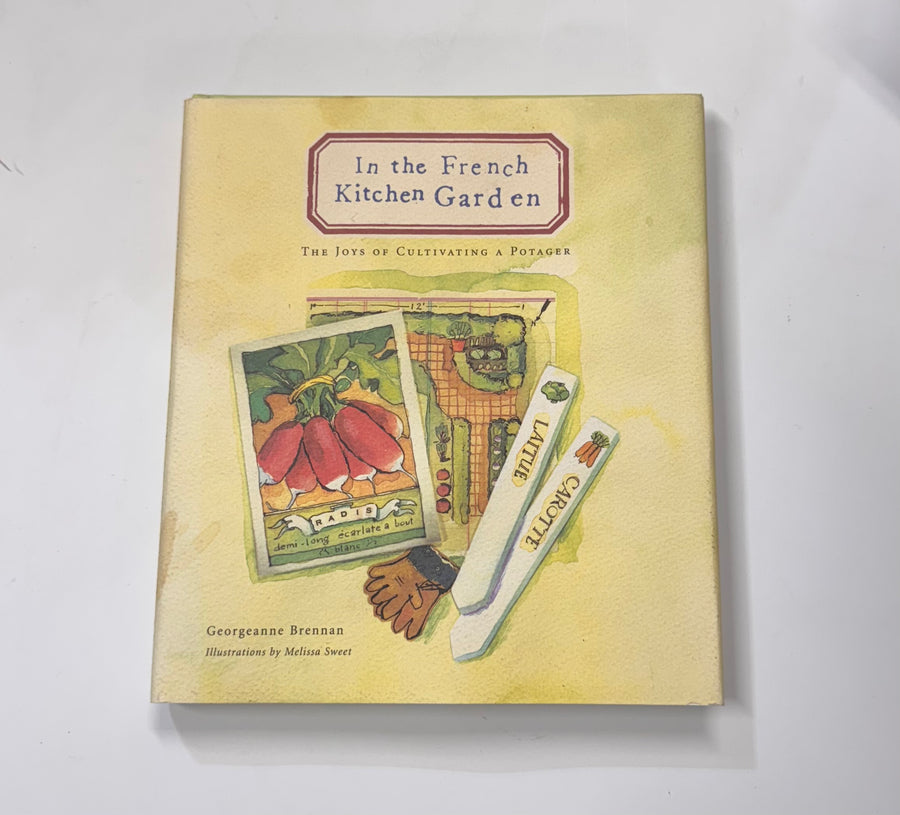 In the French
Kitchen Garden
The Joys of Cultivating a Potager
12'
N
RADIS
demi-long écarlate a bout
blanc
LAITUE
CAROTTE
Georgeanne Brennan
Illustrations by Melissa Sweet